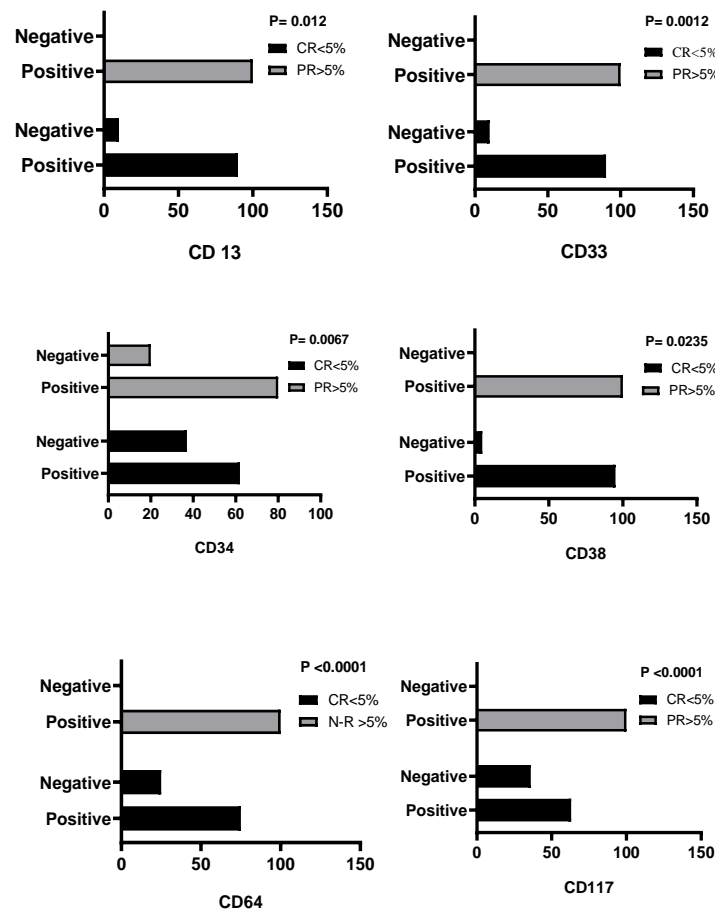 P= 0.012
Negative
CR<5%
Positive
PR>5%
Negative
Positive
0 50 100 150
CD 13
P= 0.0012
Negative
CR<5%
Positive
PR>5%
Negative
Positive
0 50 100 150
CD33
P= 0.0067
Negative
CR<5%
Positive
PR>5%
Negative
Positive
0 20 40 60 80 100
CD34
P= 0.0235
Negative
CR<5%
Positive
PR>5%
Negative
Positive
0 50 100 150
CD38
P <0.0001
Negative
CR<5%
Positive
N-R >5%
Negative
Positive
0 50 100 150
CD64
P <0.0001
Negative
CR<5%
Positive
PR>5%
Negative
Positive
0 50 100 150
CD117